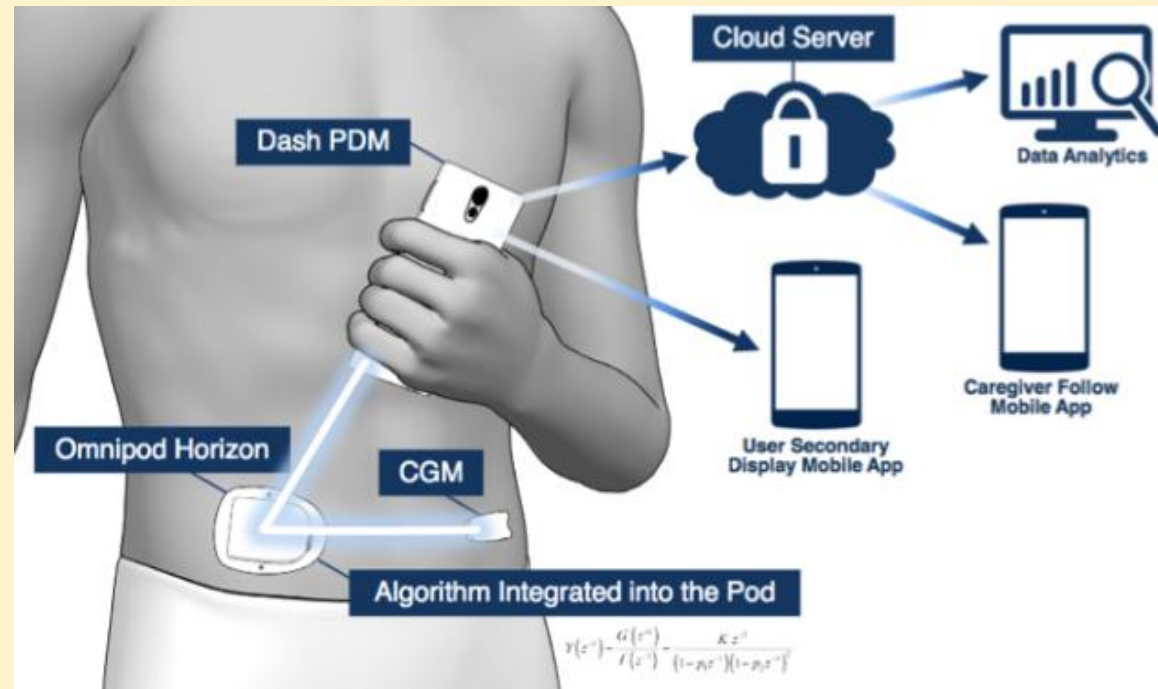 Cloud Server
Dash PDM
Data Analytics
Caregiver Follow
Mobile App
User Secondary
Display Mobile App
Omnipod Horizon
CGM
Algorithm Integrated into the Pod